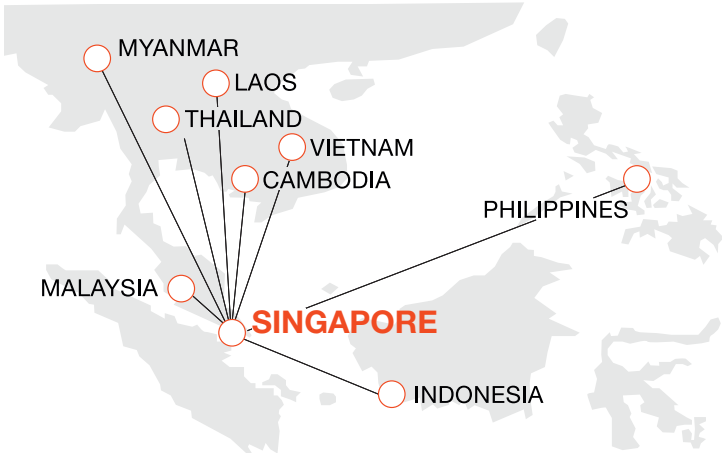 MYANMAR
LAOS
THAILAND
VIETNAM
CAMBODIA
PHILIPPINES
MALAYSIA
SINGAPORE
INDONESIA